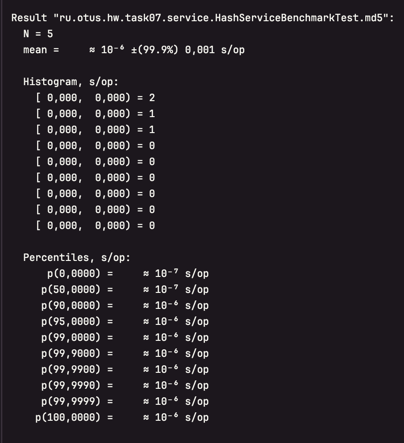 Result "ru.otus.hw.task07.service.HashServiceBenchmarkTest.md5":
N = 5
mean = ≈ 10⁻⁶ ±(99.9%) 0,001 s/op
Histogram, s/op:
[ 0,000, 0,000) = 2
[ 0,000, 0,000) = 1
[ 0,000, 0,000) = 1
[ 0,000, 0,000) = 0
[ 0,000, 0,000) = 0
[ 0,000, 0,000) = 0
[ 0,000, 0,000) = 0
[ 0,000, 0,000) = 0
[ 0,000, 0,000) = 0
Percentiles, s/op:
p(0,0000) = ≈ 10⁻⁷ s/op
p(50,0000) = ≈ 10⁻⁷ s/op
p(90,0000) = ≈ 10⁻⁶ s/op
p(95,0000) = ≈ 10⁻⁶ s/op
p(99,0000) = ≈ 10⁻⁶ s/op
p(99,9000) = ≈ 10⁻⁶ s/op
p(99,9900) = ≈ 10⁻⁶ s/op
p(99,9990) = ≈ 10⁻⁶ s/op
p(99,9999) = ≈ 10⁻⁶ s/op
p(100,0000) = ≈ 10⁻⁶ s/op